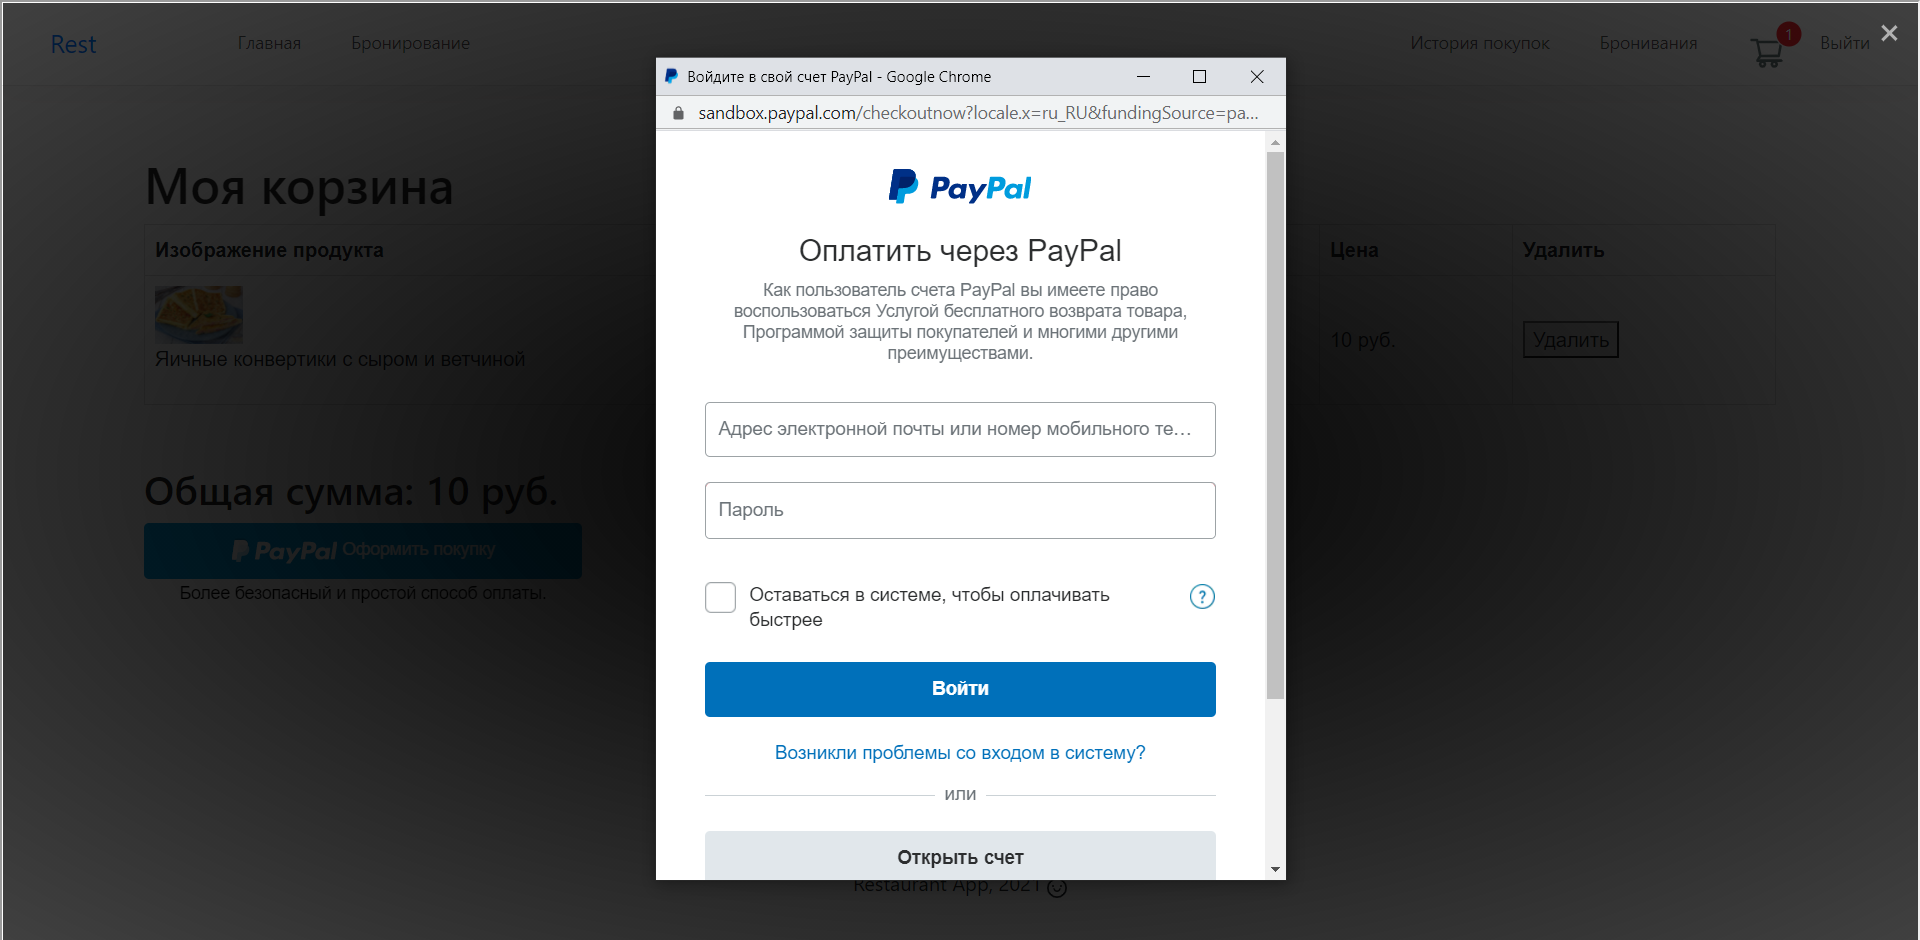 Rest
Главная
Бронирование
История покупок
Бронивания
1
Выйти
Войдите в свой счет PayPal - Google Chrome
sandbox.paypal.com/checkoutnow?locale.x=ru_RU&fundingSource=pa...
PayPal
Оплатить через PayPal
Как пользователь счета PayPal вы имеете право
воспользоваться Услугой бесплатного возврата товара,
Программой защиты покупателей и многими другими
преимуществами.
Адрес электронной почты или номер мобильного те...
Пароль
Оставаться в системе, чтобы оплачивать
быстрее
?
Войти
Возникли проблемы со входом в систему?
или
Открыть счет
Моя корзина
Изображение продукта
Цена
Удалить
Яичные конвертики с сыром и ветчиной
10 руб.
Удалить
Общая сумма: 10 руб.
PayPal Оформить покупку
Более безопасный и простой способ оплаты.
Restaurant App, 2021